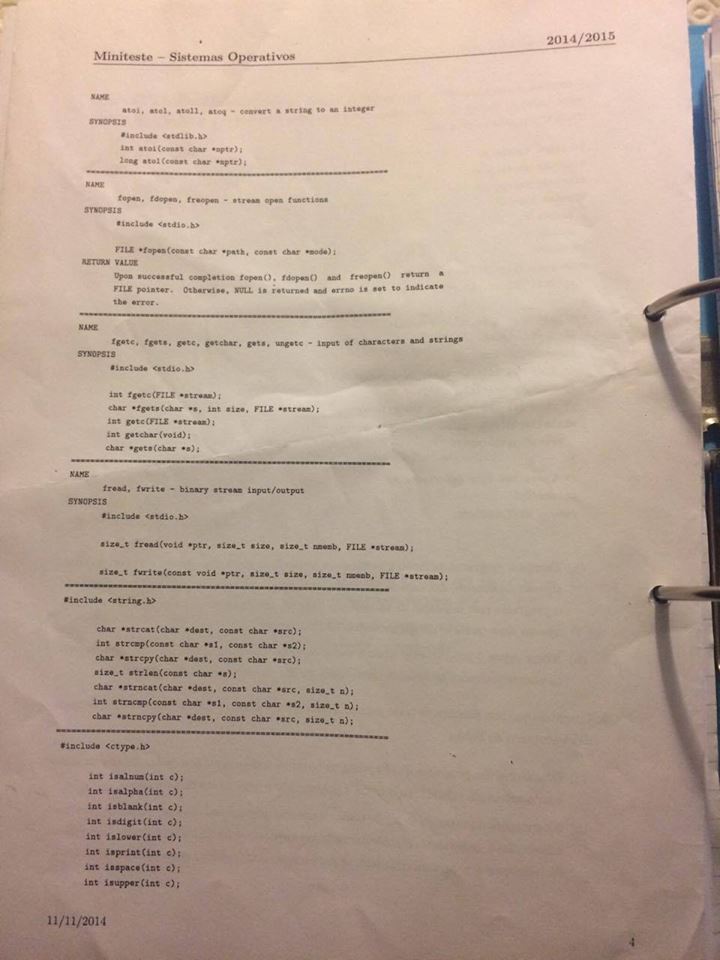 Miniteste – Sistemas Operativos
2014/2015
NAME
atoi, atol, atoll, atoq - convert a string to an integer
SYNOPSIS
#include <stdlib.h>
int atoi(const char *nptr);
long atol(const char *nptr);
NAME
fopen, fdopen, freopen - stream open functions
SYNOPSIS
#include <stdio.h>
FILE *fopen(const char *path, const char *mode);
RETURN VALUE
Upon successful completion fopen(), fdopen() and freopen() return a
FILE pointer. Otherwise, NULL is returned and errno is set to indicate
the error.
NAME
fgetc, fgets, getc, getchar, gets, ungetc - input of characters and strings
SYNOPSIS
#include <stdio.h>
int fgetc(FILE *stream);
char *fgets(char *s, int size, FILE *stream);
int getc(FILE *stream);
int getchar(void);
char *gets(char *s);
NAME
fread, fwrite - binary stream input/output
SYNOPSIS
#include <stdio.h>
size_t fread(void *ptr, size_t size, size_t nmemb, FILE *stream);
size_t fwrite(const void *ptr, size_t size, size_t nmemb, FILE *stream);
#include <string.h>
char *strcat(char *dest, const char *src);
int strcmp(const char *s1, const char *s2);
char *strcpy(char *dest, const char *src);
size_t strlen(const char *s);
char *strncat(char *dest, const char *src, size_t n);
int strncmp(const char *s1, const char *s2, size_t n);
char *strncpy(char *dest, const char *src, size_t n);
#include <ctype.h>
int isalnum(int c);
int isalpha(int c);
int isblank(int c);
int isdigit(int c);
int islower(int c);
int isprint(int c);
int isspace(int c);
int isupper(int c);
11/11/2014
4